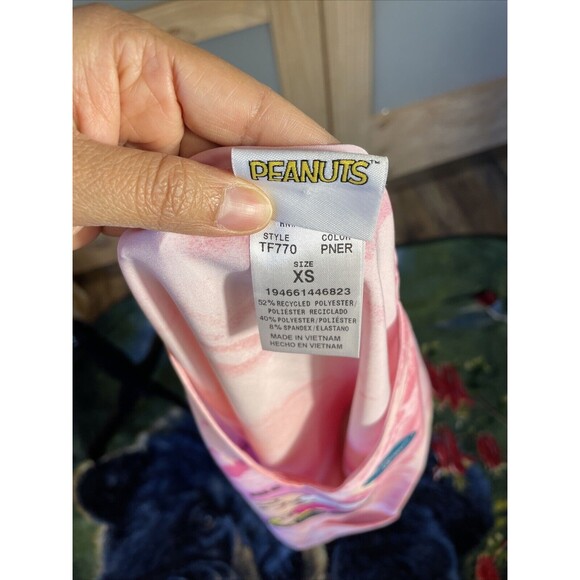 PEANUTS™
STYLE COLOR
TF770 PNER
SIZE
XS
194661446823
52% RECYCLED POLYESTER/
POLIÉSTER RECICLADO
40% POLYESTER/POLIÉSTER
8% SPANDEX/ELASTANO
MADE IN VIETNAM
HECHO EN VIETNAM